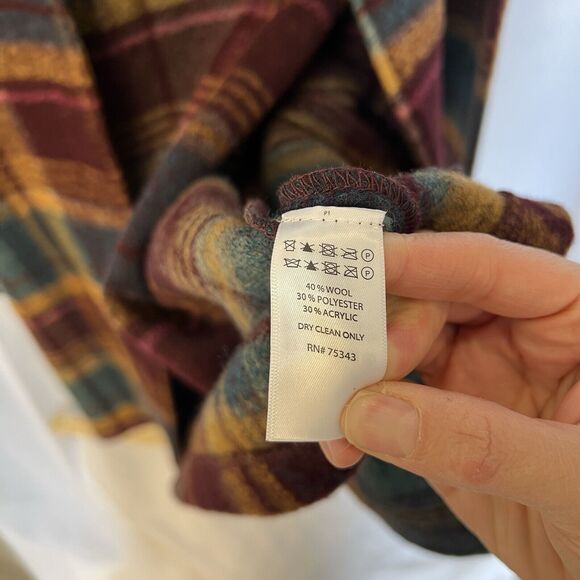 P1
P
P
40 % WOOL
30 % POLYESTER
30 % ACRYLIC
DRY CLEAN ONLY
RN# 75343